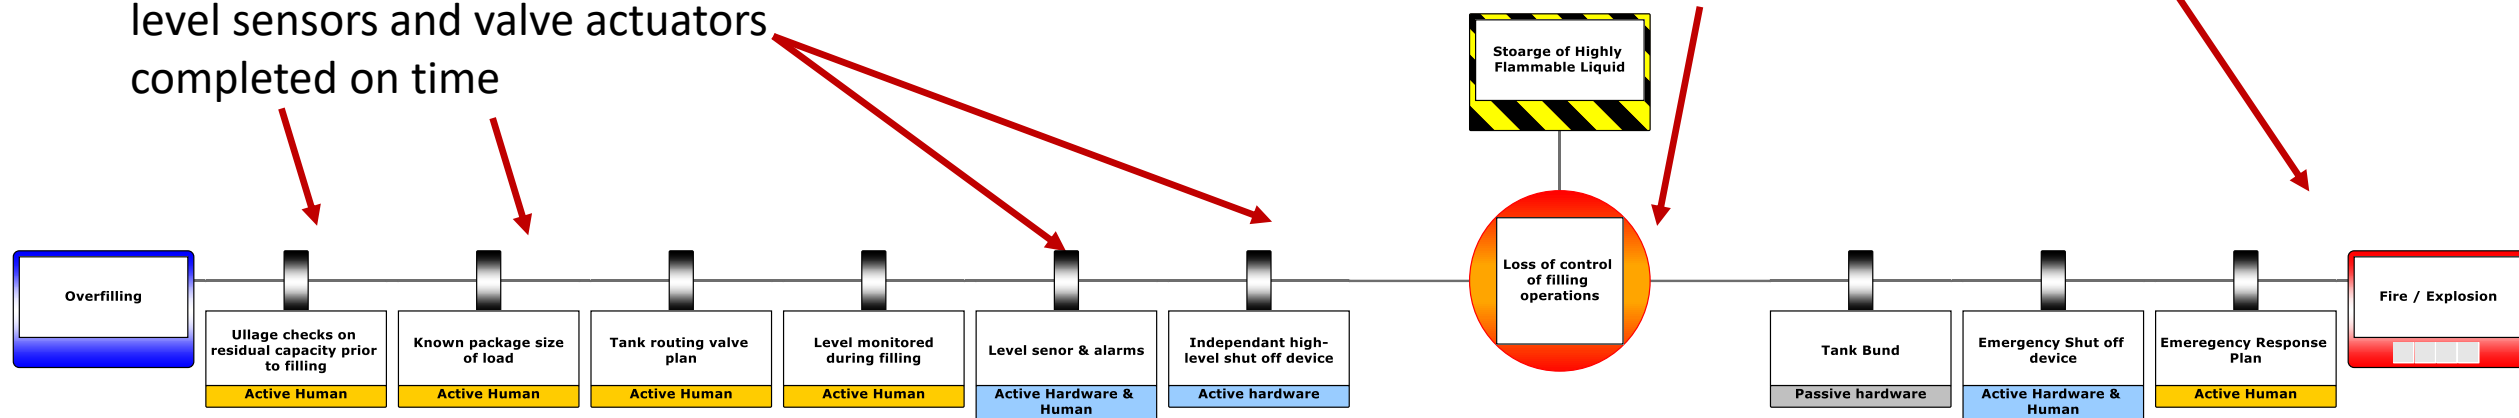 level sensors and valve actuators
completed on time
Stoarge of Highly
Flammable Liquid
Overfilling
Ullage checks on
residual capacity prior
to filling
Active Human
Known package size
of load
Active Human
Tank routing valve
plan
Active Human
Level monitored
during filling
Active Human
Level senor & alarms
Active Hardware &
Human
Independant high-
level shut off device
Active hardware
Loss of control
of filling
operations
Tank Bund
Passive hardware
Emergency Shut off
device
Active Hardware &
Human
Emeregency Response
Plan
Active Human
Fire / Explosion